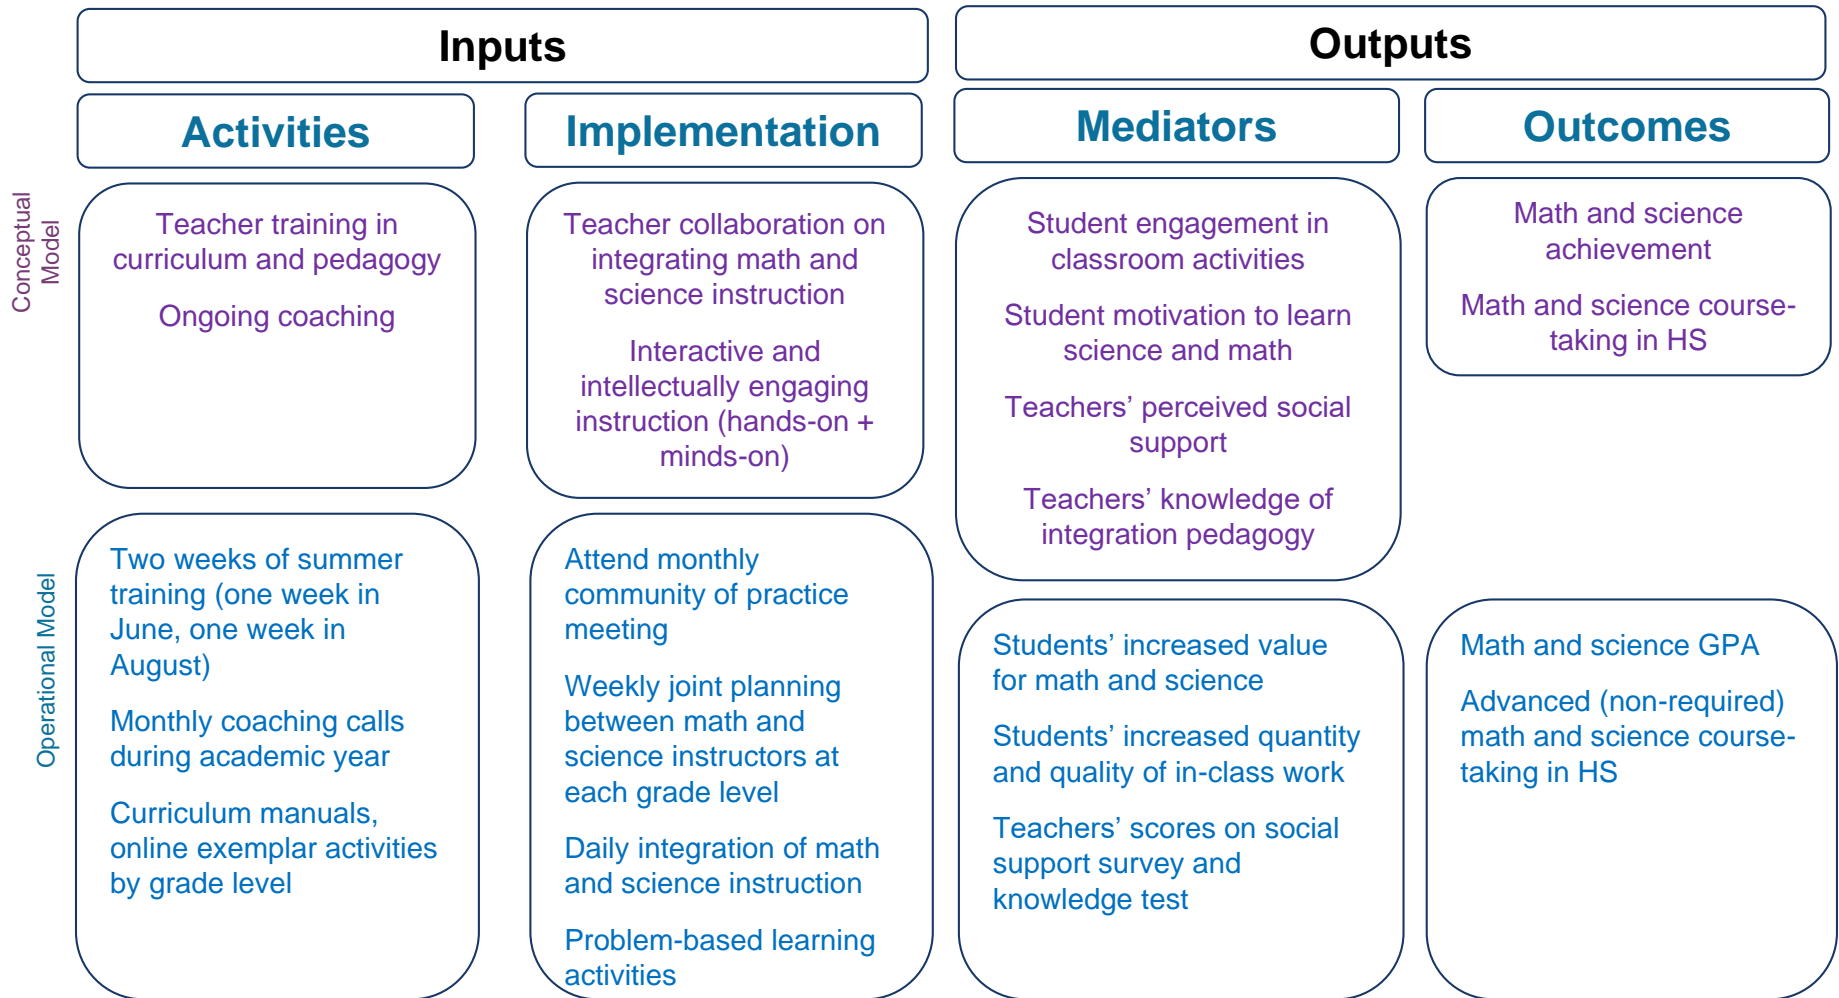 Inputs
Outputs
Activities
Implementation
Mediators
Outcomes
Conceptual
Model
Teacher training in
curriculum and pedagogy
Ongoing coaching
Teacher collaboration on
integrating math and
science instruction
Interactive and
intellectually engaging
instruction (hands-on +
minds-on)
Student engagement in
classroom activities
Student motivation to learn
science and math
Teachers’ perceived social
support
Teachers’ knowledge of
integration pedagogy
Math and science
achievement
Math and science course-
taking in HS
Operational Model
Two weeks of summer
training (one week in
June, one week in
August)
Monthly coaching calls
during academic year
Curriculum manuals,
online exemplar activities
by grade level
Attend monthly
community of practice
meeting
Weekly joint planning
between math and
science instructors at
each grade level
Daily integration of math
and science instruction
Problem-based learning
activities
Students’ increased value
for math and science
Students’ increased quantity
and quality of in-class work
Teachers’ scores on social
support survey and
knowledge test
Math and science GPA
Advanced (non-required)
math and science course-
taking in HS